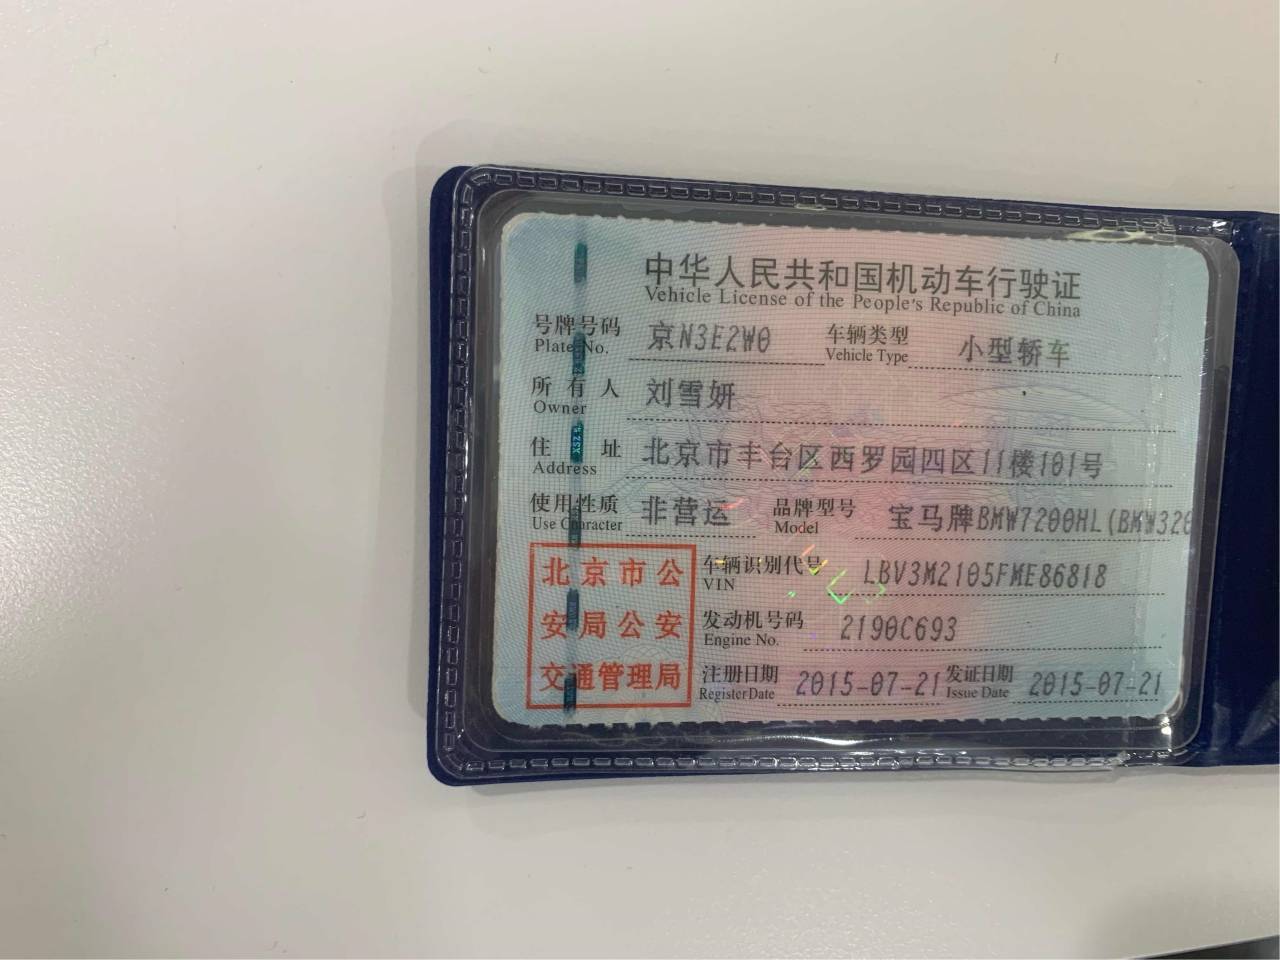 中华人民共和国机动车行驶证
Vehicle License of the People's Republic of China
号牌号码 京N3E2W0 车辆类型 小型轿车
Plate No. Vehicle Type
所有人 刘雪妍
Owner
住址 北京市丰台区西罗园四区11楼101号
Address
使用性质 非营运 品牌型号 宝马牌BMW7200HL(BMW320
Use Character Model
北京市公
安局公安
交通管理局
车辆识别代号 LBV3M2105FME86818
VIN
发动机号码 2190C693
Engine No.
注册日期 2015-07-21 发证日期 2015-07-21
Register Date Issue Date